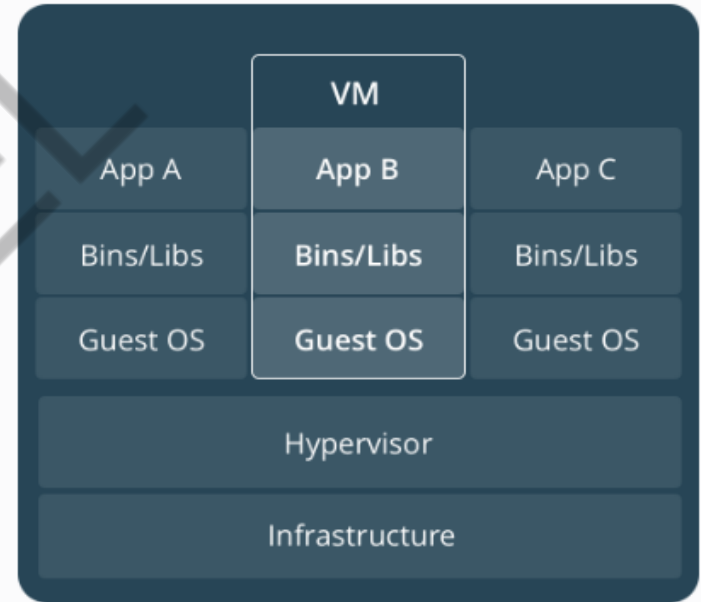 VM
App A App B App C
Bins/Libs Bins/Libs Bins/Libs
Guest OS Guest OS Guest OS
Hypervisor
Infrastructure